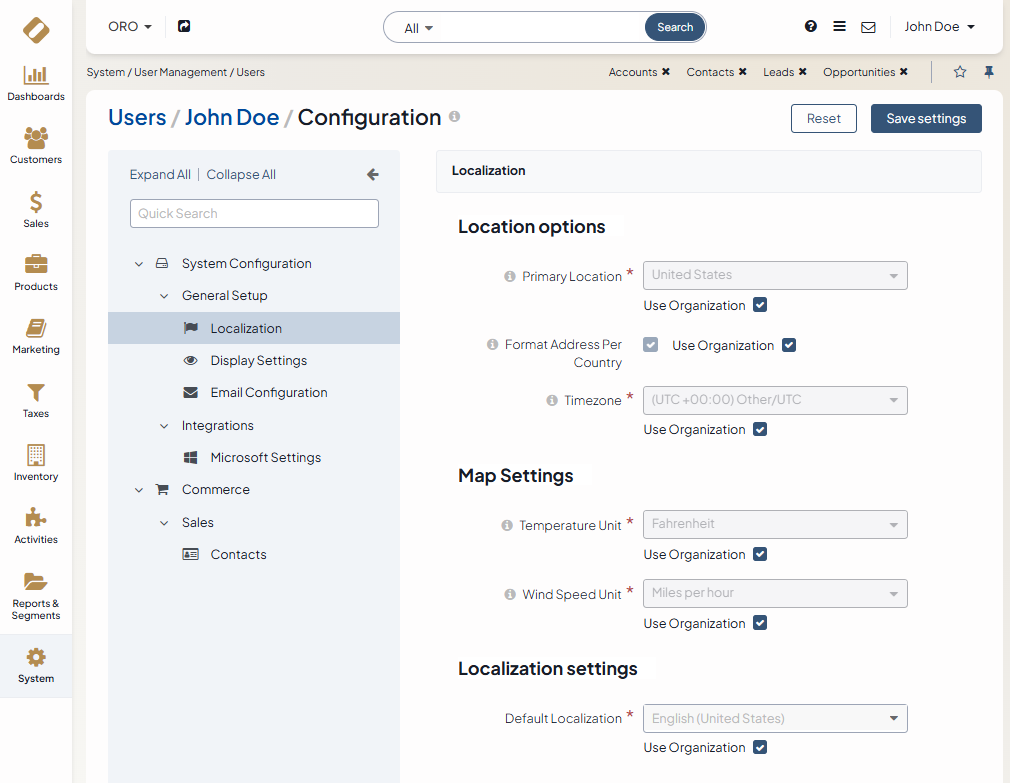 ORO
All
Search
John Doe
System / User Management / Users
Accounts
Contacts
Leads
Opportunities
Dashboards
Customers
Sales
Products
Marketing
Taxes
Inventory
Activities
Reports &
Segments
System
Users / John Doe / Configuration
Reset
Save settings
Expand All | Collapse All
Quick Search
System Configuration
General Setup
Localization
Display Settings
Email Configuration
Integrations
Microsoft Settings
Commerce
Sales
Contacts
Localization
Location options
Primary Location *
United States
Use Organization
Format Address Per
Country
Use Organization
Timezone *
(UTC +00:00) Other/UTC
Use Organization
Map Settings
Temperature Unit *
Fahrenheit
Use Organization
Wind Speed Unit *
Miles per hour
Use Organization
Localization settings
Default Localization *
English (United States)
Use Organization